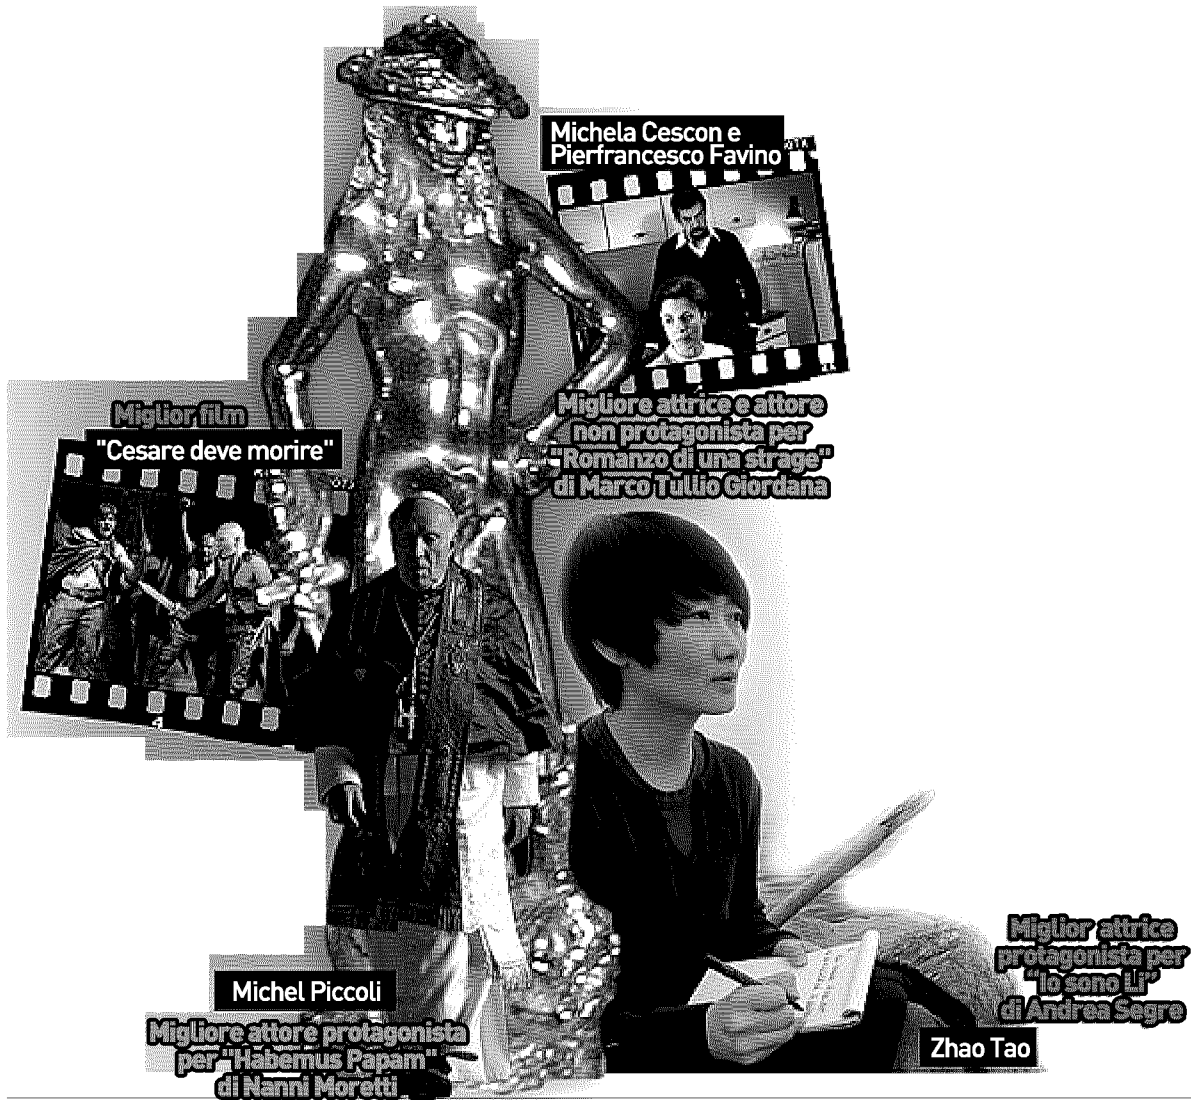 Michela Cescon e
Pierfrancesco Favino
Migliore attrice e attore
non protagonista per
"Romanzo di una strage"
di Marco Tullio Giordana
Miglior film
"Cesare deve morire"
4
Michel Piccoli
Migliore attore protagonista
per "Habemus Papam"
di Nanni Moretti
Miglior attrice
protagonista per
“Io sono Li”
di Andrea Segre
Zhao Tao